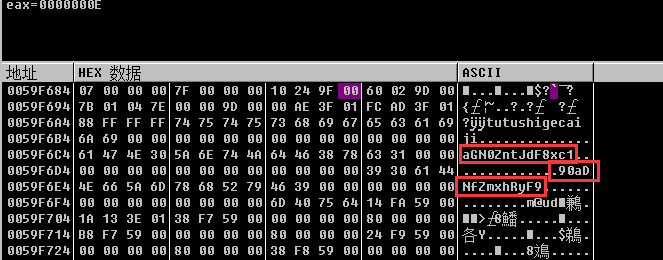 eax=0000000E
地址 HEX 数据 ASCII
0059F684 07 00 00 00 7F 00 00 00 10 24 9F 00 60 02 9D 00 ■...■...■$?`■?
0059F694 7B 01 04 7E 00 00 9D 00 00 AE 3F 01 FC AD 3F 01
0059F6A4 88 FF FF FF 74 75 74 75 73 68 69 67 65 63 61 69 ?ÿÿÿtutushigecai
0059F6B4 6A 69 00 00 00 00 00 00 00 00 00 00 00 00 00 00 ji..............
0059F6C4 61 47 4E 30 5A 6E 74 4A 64 46 38 78 63 31 00 00 aGN0ZntJdF8xc1..
0059F6D4 00 00 00 00 00 00 00 00 00 00 00 00 39 30 61 44 ............90aD
0059F6E4 4E 66 5A 6D 78 68 52 79 46 39 00 00 00 00 00 00 NfZmxhRyF9......
0059F6F4 00 00 00 00 00 00 00 00 6D 40 75 64 14 FA 59 00 ........m@ud■鵜.
0059F704 1A 13 3E 01 38 F7 59 00 00 00 00 00 80 00 00 00
0059F714 B8 F7 59 00 00 00 00 00 80 00 00 00 24 F9 59 00
0059F724 00 00 00 00 80 00 00 00 38 F8 59 00 00 00 00 00